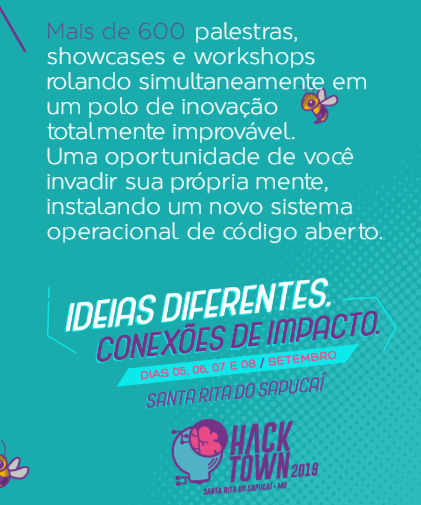 Mais de 600 palestras,
showcases e workshops
rolando simultaneamente em
um polo de inovação
totalmente improvável.
Uma oportunidade de você
invadir sua própria mente,
instalando um novo sistema
operacional de código aberto.
IDEIAS DIFERENTES.
CONEXÕES DE IMPACTO.
DIAS 05, 06, 07 E 08 / SETEMBRO
SANTA RITA DO SAPUCAÍ
HACK
TOWN 2019
SANTA RITA DO SAPUCAÍ • MG